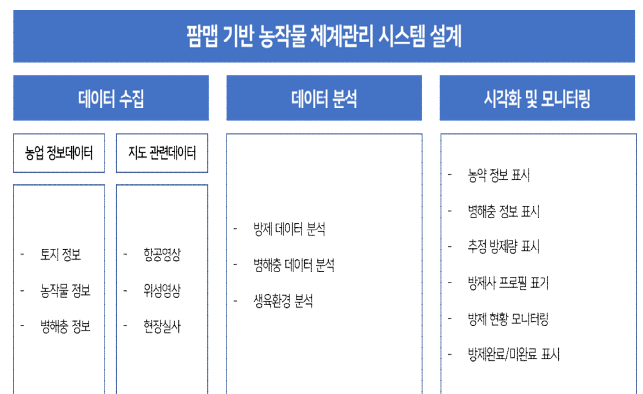 팜맵 기반 농작물 체계관리 시스템 설계
데이터 수집
농업 정보데이터
- 토지 정보
- 농작물 정보
- 병해충 정보
지도 관련데이터
- 항공영상
- 위성영상
- 현장실사
데이터 분석
- 방제 데이터 분석
- 병해충 데이터 분석
- 생육환경 분석
시각화 및 모니터링
- 농약 정보 표시
- 병해충 정보 표시
- 추정 방제량 표시
- 방제사 프로필 표기
- 방제 현황 모니터링
- 방제완료/미완료 표시